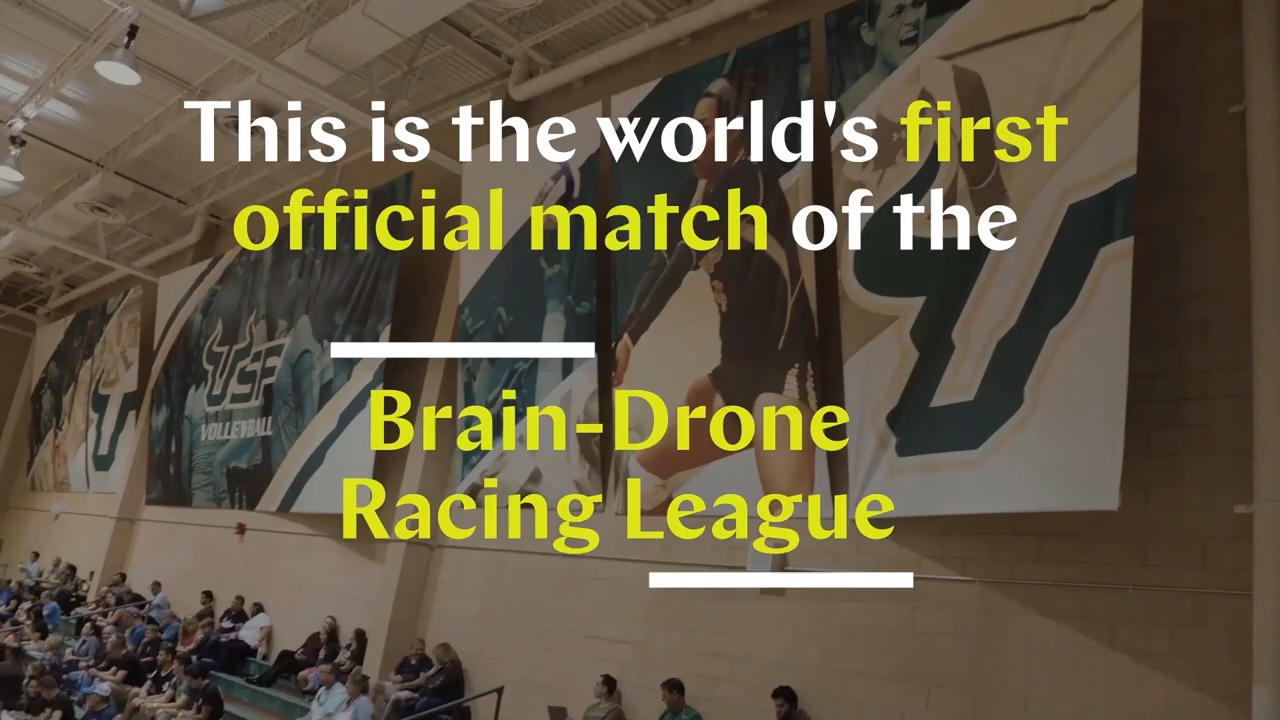 This is the world's first
official match of the
Brain-Drone
Racing League
USF
VOLLEYBALL